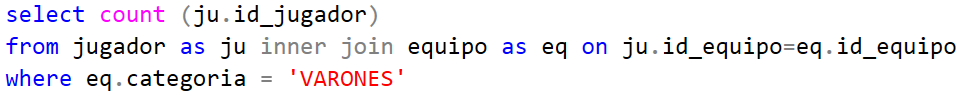 select count (ju.id_jugador)
from jugador as ju inner join equipo as eq on ju.id_equipo=eq.id_equipo
where eq.categoria = 'VARONES'